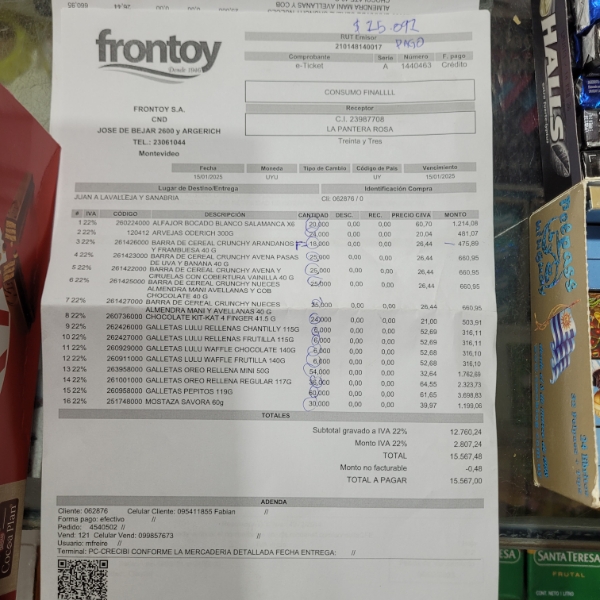 $ 25.092
PAGO
frontoy
Desde 1940
FRONTOY S.A.
CND
JOSE DE BEJAR 2600 y ARGERICH
TEL.: 23061044
Montevideo
RUT Emisor
210149140017
Comprobante Serie Número F. pago
e-Ticket A 1440463 Crédito
CONSUMO FINALLLL
Receptor
C.I. 23987708
LA PANTERA ROSA
Treinta y Tres
Fecha Moneda Tipo de Cambio Código de País Vencimiento
15/01/2025 UYU UY 15/01/2025
Lugar de Destino/Entrega Identificación Compra
JUAN A LAVALLEJA Y SANABRIA Cli: 062876 / 0
# IVA CÓDIGO DESCRIPCIÓN CANTIDAD DESC. REC. PRECIO C/IVA MONTO
1 22% 260224000 ALFAJOR BOCADO BLANCO SALAMANCA X6 20,000 0,00 0,00 60,70 1.214,08
2 22% 120412 ARVEJAS ODERICH 300G 24,000 0,00 0,00 20,04 481,07
3 22% 261426000 BARRA DE CEREAL CRUNCHY ARANDANOS 18,000 0,00 0,00 26,44 475,89
Y FRAMBUESA 40 G
4 22% 261423000 BARRA DE CEREAL CRUNCHY AVENA PASAS 25,000 0,00 0,00 26,44 660,95
DE UVA Y BANANA 40 G
5 22% 261422000 BARRA DE CEREAL CRUNCHY AVENA Y 25,000 0,00 0,00 26,44 660,95
CIRUELAS CON COBERTURA VAINILLA 40 G
6 22% 261425000 BARRA DE CEREAL CRUNCHY NUECES 25,000 0,00 0,00 26,44 660,95
ALMENDRA MANI AVELLANAS Y COB
CHOCOLATE 40 G
7 22% 261427000 BARRA DE CEREAL CRUNCHY NUECES 25,000 0,00 0,00 26,44 660,95
ALMENDRA MANI Y AVELLANAS 40 G
8 22% 260736000 CHOCOLATE KIT-KAT 4 FINGER 41.5 G 24,000 0,00 0,00 21,00 503,91
9 22% 262426000 GALLETAS LULU RELLENAS CHANTILLY 115G 6,000 0,00 0,00 52,69 316,11
10 22% 262427000 GALLETAS LULU RELLENAS FRUTILLA 115G 6,000 0,00 0,00 52,69 316,11
11 22% 260929000 GALLETAS LULU WAFFLE CHOCOLATE 140G 6,000 0,00 0,00 52,68 316,10
12 22% 260911000 GALLETAS LULU WAFFLE FRUTILLA 140G 6,000 0,00 0,00 52,68 316,10
13 22% 263958000 GALLETAS OREO RELLENA MINI 50G 54,000 0,00 0,00 32,64 1.762,69
14 22% 261001000 GALLETAS OREO RELLENA REGULAR 117G 36,000 0,00 0,00 64,55 2.323,73
15 22% 260958000 GALLETAS PEPITOS 119G 60,000 0,00 0,00 61,65 3.698,83
16 22% 251748000 MOSTAZA SAVORA 60g 30,000 0,00 0,00 39,97 1.199,06
TOTALES
Subtotal gravado a IVA 22% 12.760,24
Monto IVA 22% 2.807,24
TOTAL 15.567,48
Monto no facturable -0,48
TOTAL A PAGAR 15.567,00
ADENDA
Cliente: 062876 Celular Cliente: 095411855 Fabian //
Forma pago: efectivo //
Pedido: 4540502 //
Vend: 121 Celular Vend: 099857673 //
Usuario: mfreire //
Terminal: PC-CRECIBI CONFORME LA MERCADERIA DETALLADA FECHA ENTREGA: //
HALLS
Cocoa Plan
SANTA TERESA
FRUTAL